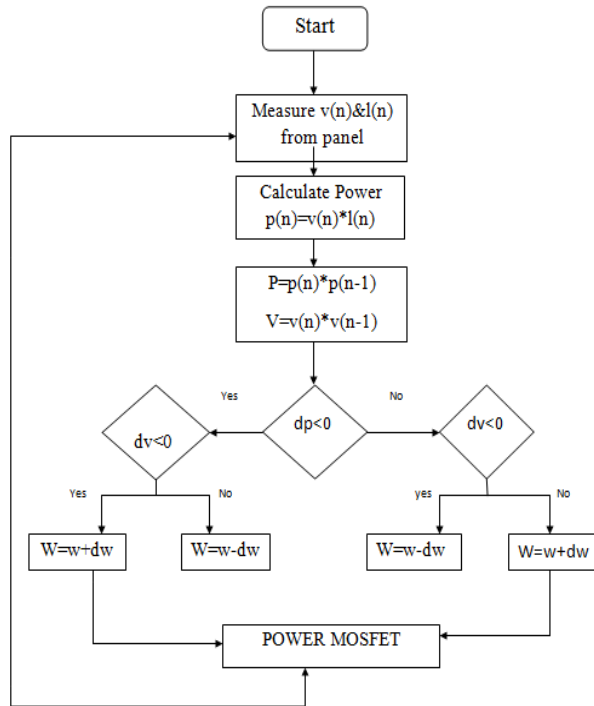 Start
Measure v(n)&l(n)
from panel
Calculate Power
p(n)=v(n)*l(n)
P=p(n)*p(n-1)
V=v(n)*v(n-1)
Yes
No
dv<0
dp<0
dv<0
Yes
No
yes
No
W=w+dw
W=w-dw
W=w-dw
W=w+dw
POWER MOSFET